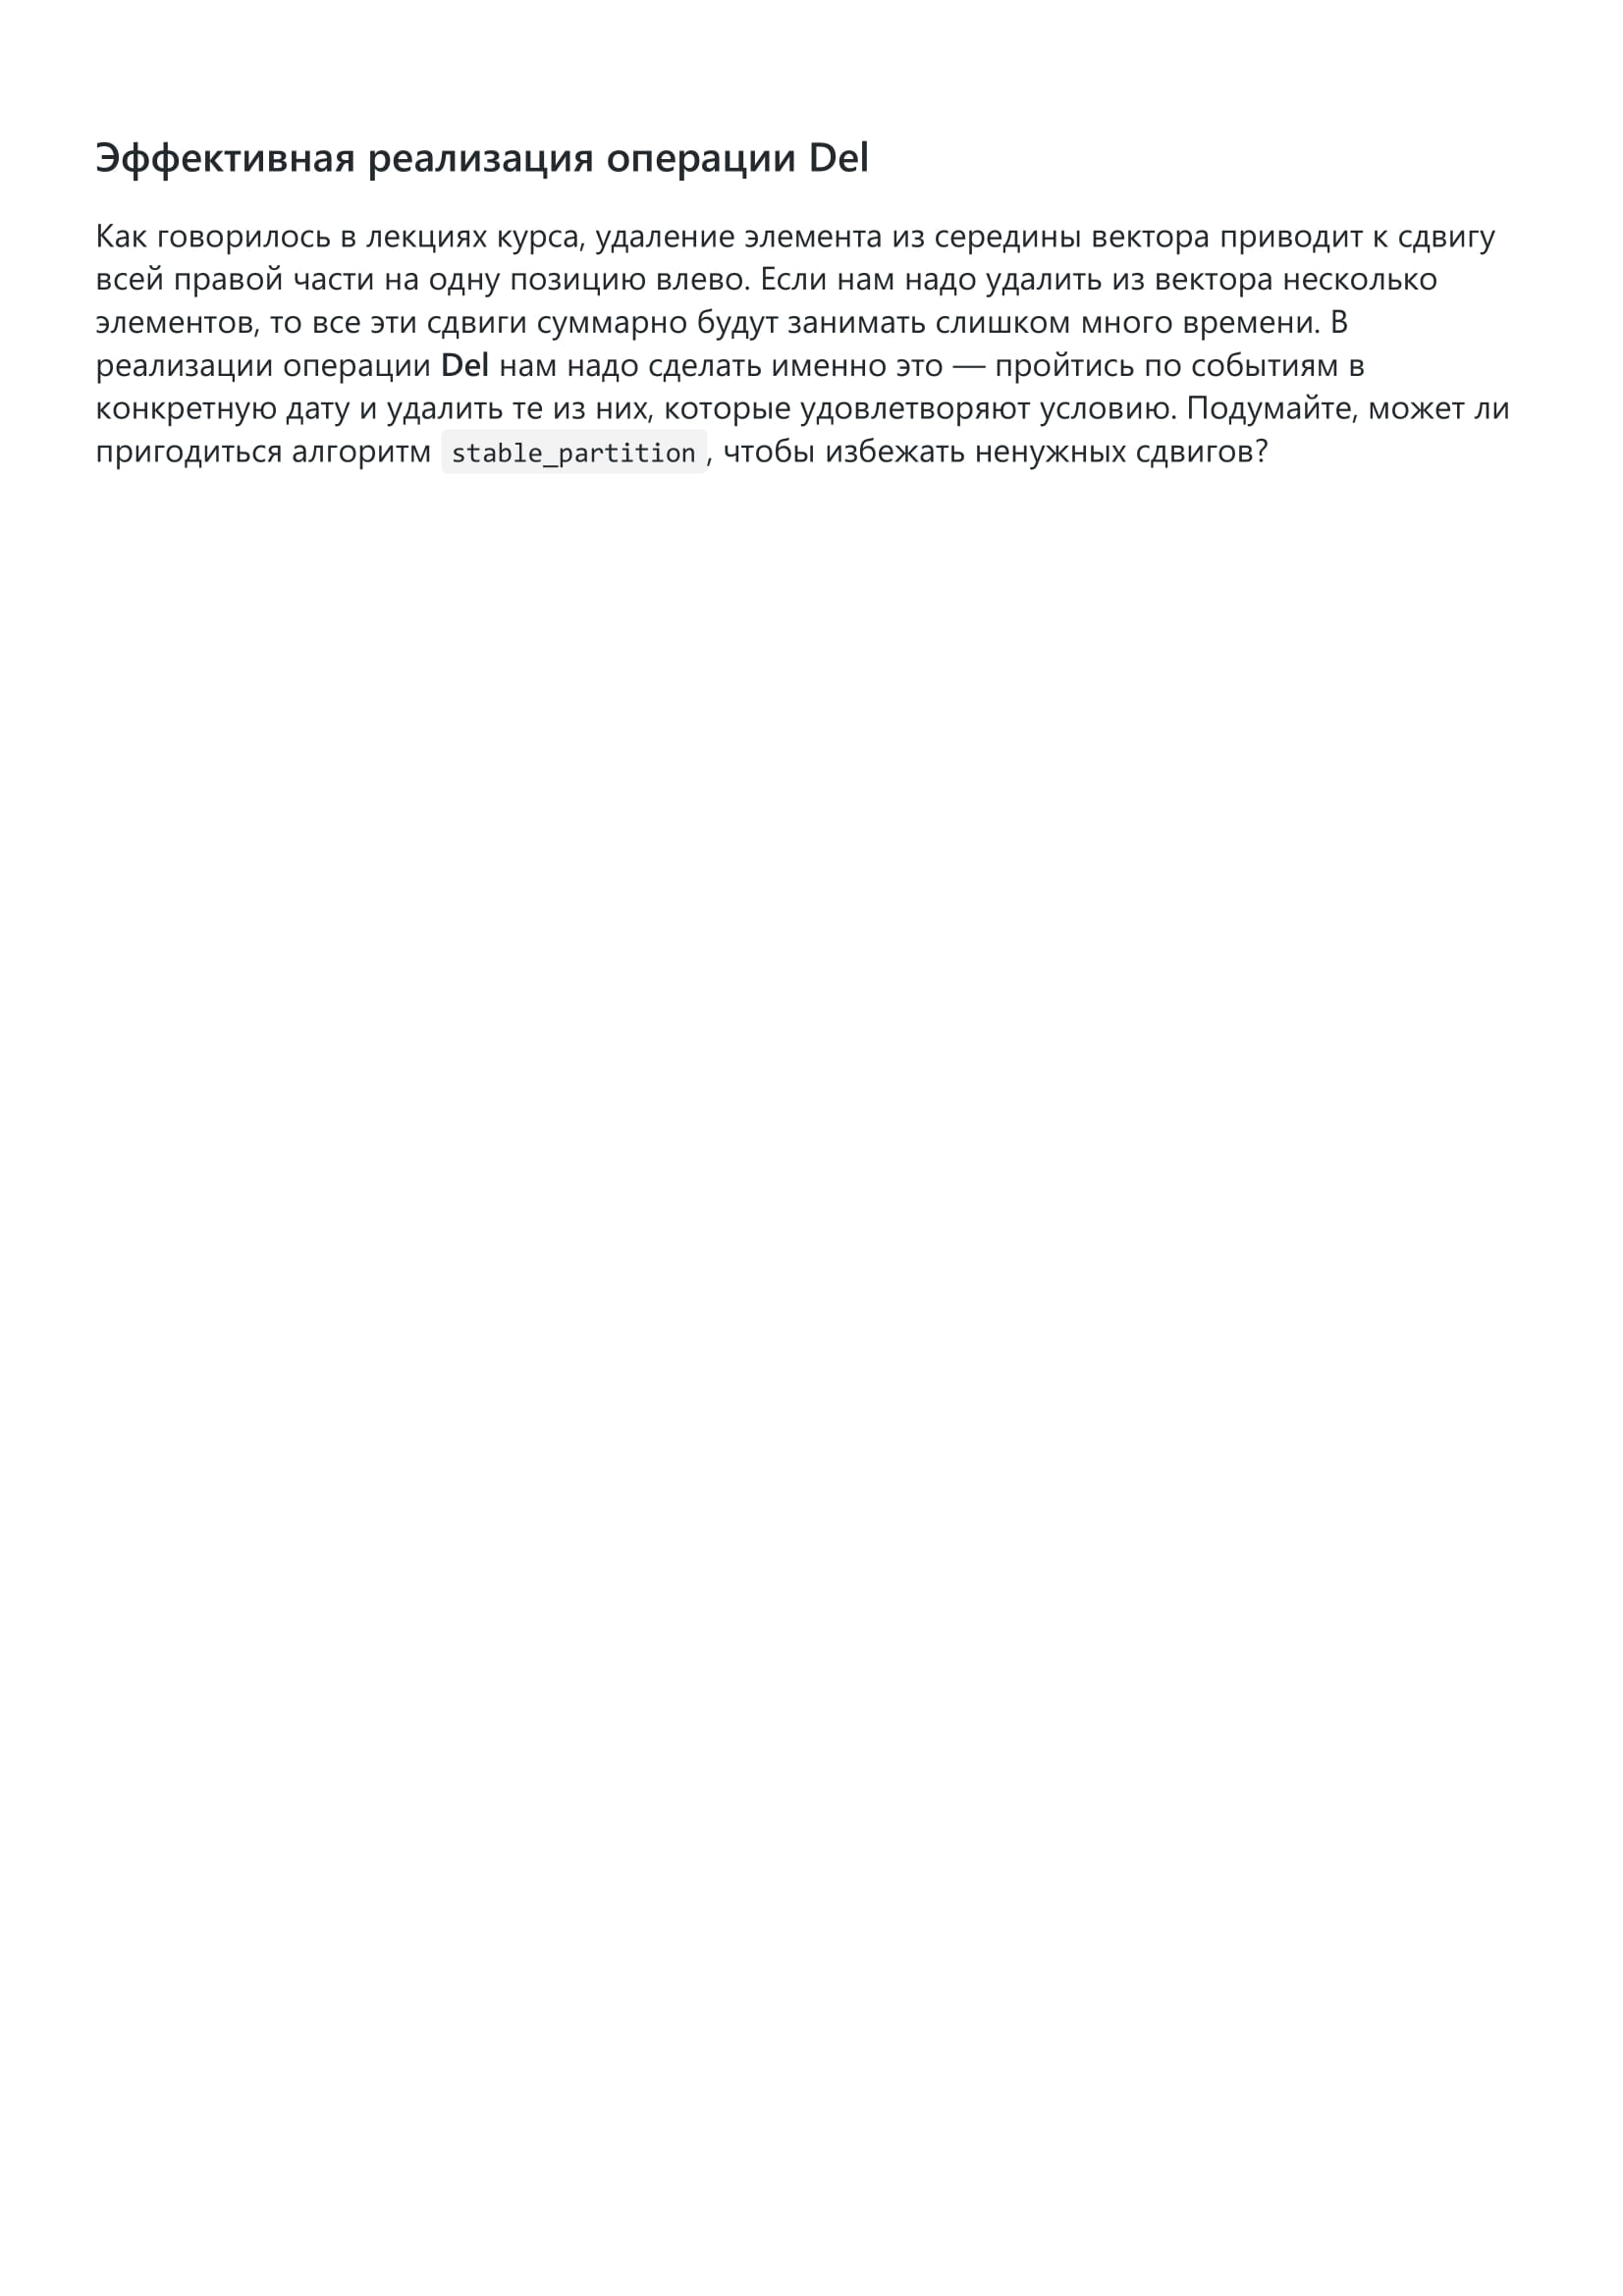 Эффективная реализация операции Del
Как говорилось в лекциях курса, удаление элемента из середины вектора приводит к сдвигу
всей правой части на одну позицию влево. Если нам надо удалить из вектора несколько
элементов, то все эти сдвиги суммарно будут занимать слишком много времени. В
реализации операции Del нам надо сделать именно это — пройтись по событиям в
конкретную дату и удалить те из них, которые удовлетворяют условию. Подумайте, может ли
пригодиться алгоритм stable_partition, чтобы избежать ненужных сдвигов?